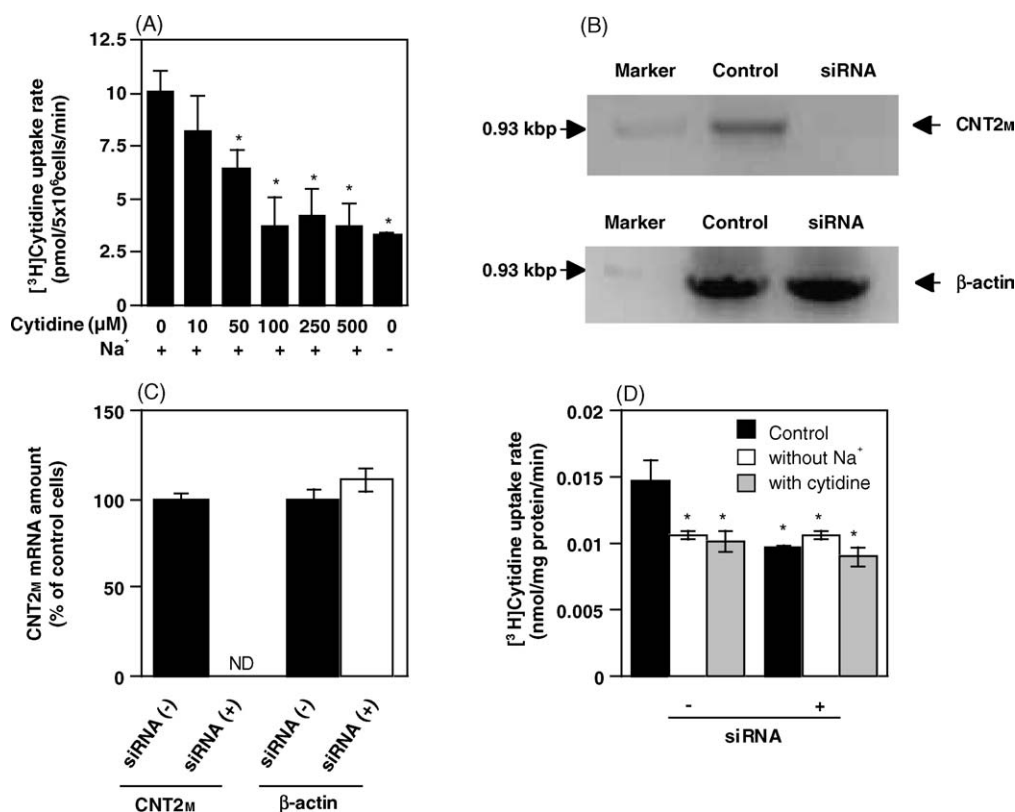 (A)
[³H]Cytidine uptake rate
(pmol/5x10⁶cells/min)
12.5
10
7.5
5
2.5
0
* * * * *
Cytidine (µM) 0 10 50 100 250 500 0
Na⁺ + + + + + + -
(B)
Marker Control siRNA
0.93 kbp CNT2M
Marker Control siRNA
0.93 kbp β-actin
(C)
CNT2M mRNA amount
(% of control cells)
150
100
50
0
ND
siRNA (-) siRNA (+) siRNA (-) siRNA (+)
CNT2M β-actin
(D)
[³H]Cytidine uptake rate
(nmol/mg protein/min)
0.02
0.015
0.01
0.005
0
Control
without Na⁺
with cytidine
* * * * *
- +
siRNA